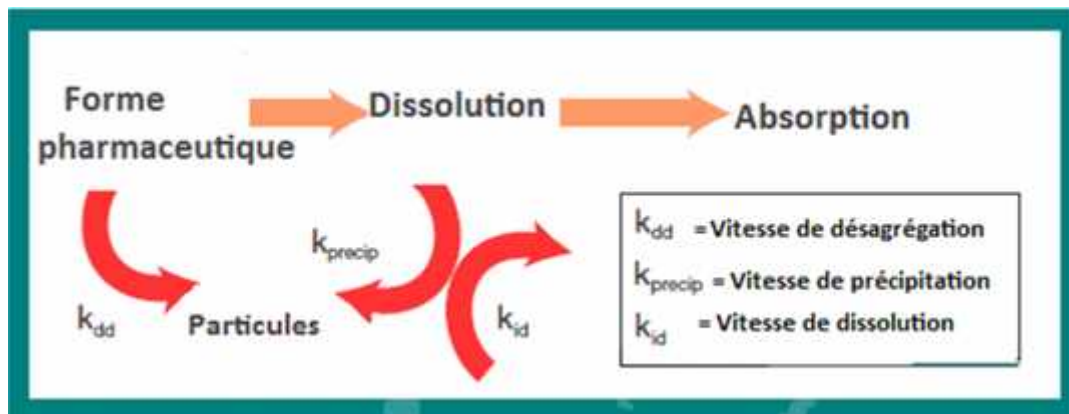 Forme
pharmaceutique
Dissolution
Absorption
kdd
Particules
kprecip
kid
kdd = Vitesse de désagrégation
kprecip = Vitesse de précipitation
kid = Vitesse de dissolution